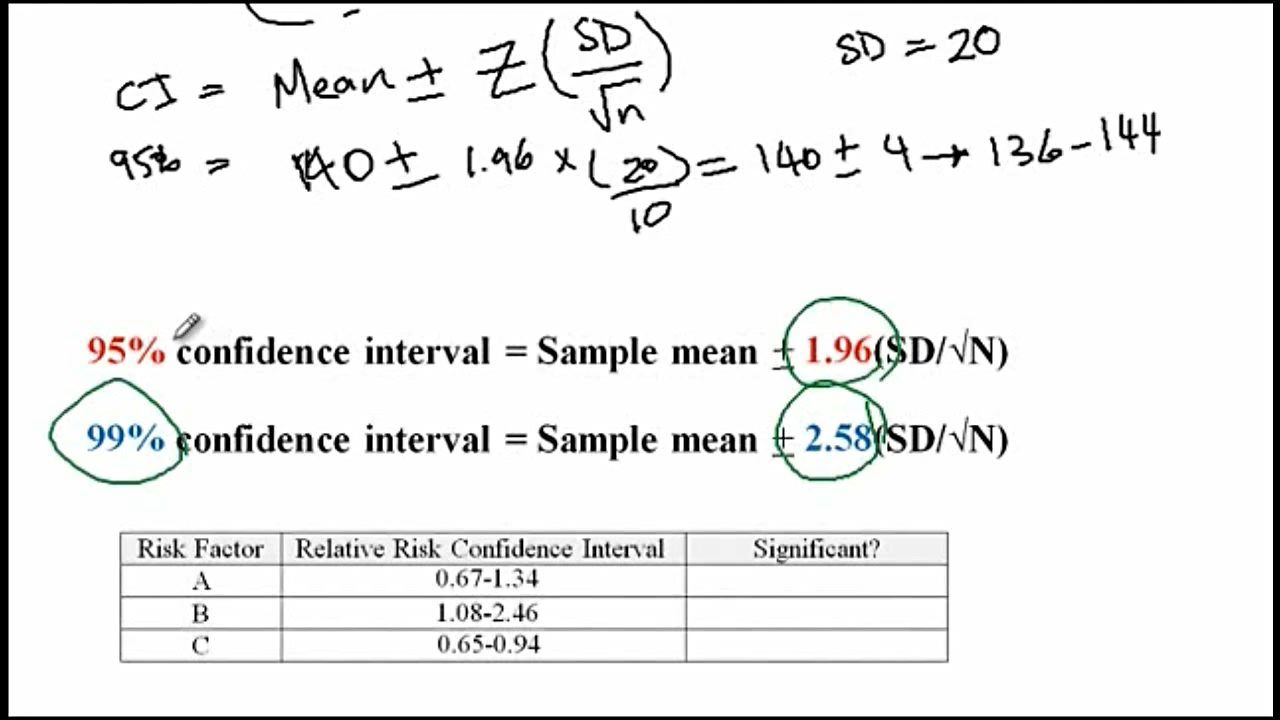 CI = Mean ± Z (SD/√n) SD = 20
95% = 140 ± 1.96 × (20/10) = 140 ± 4 → 136-144
95% confidence interval = Sample mean ± 1.96(SD/√N)
99% confidence interval = Sample mean ± 2.58(SD/√N)
Risk Factor Relative Risk Confidence Interval Significant?
A 0.67-1.34
B 1.08-2.46
C 0.65-0.94